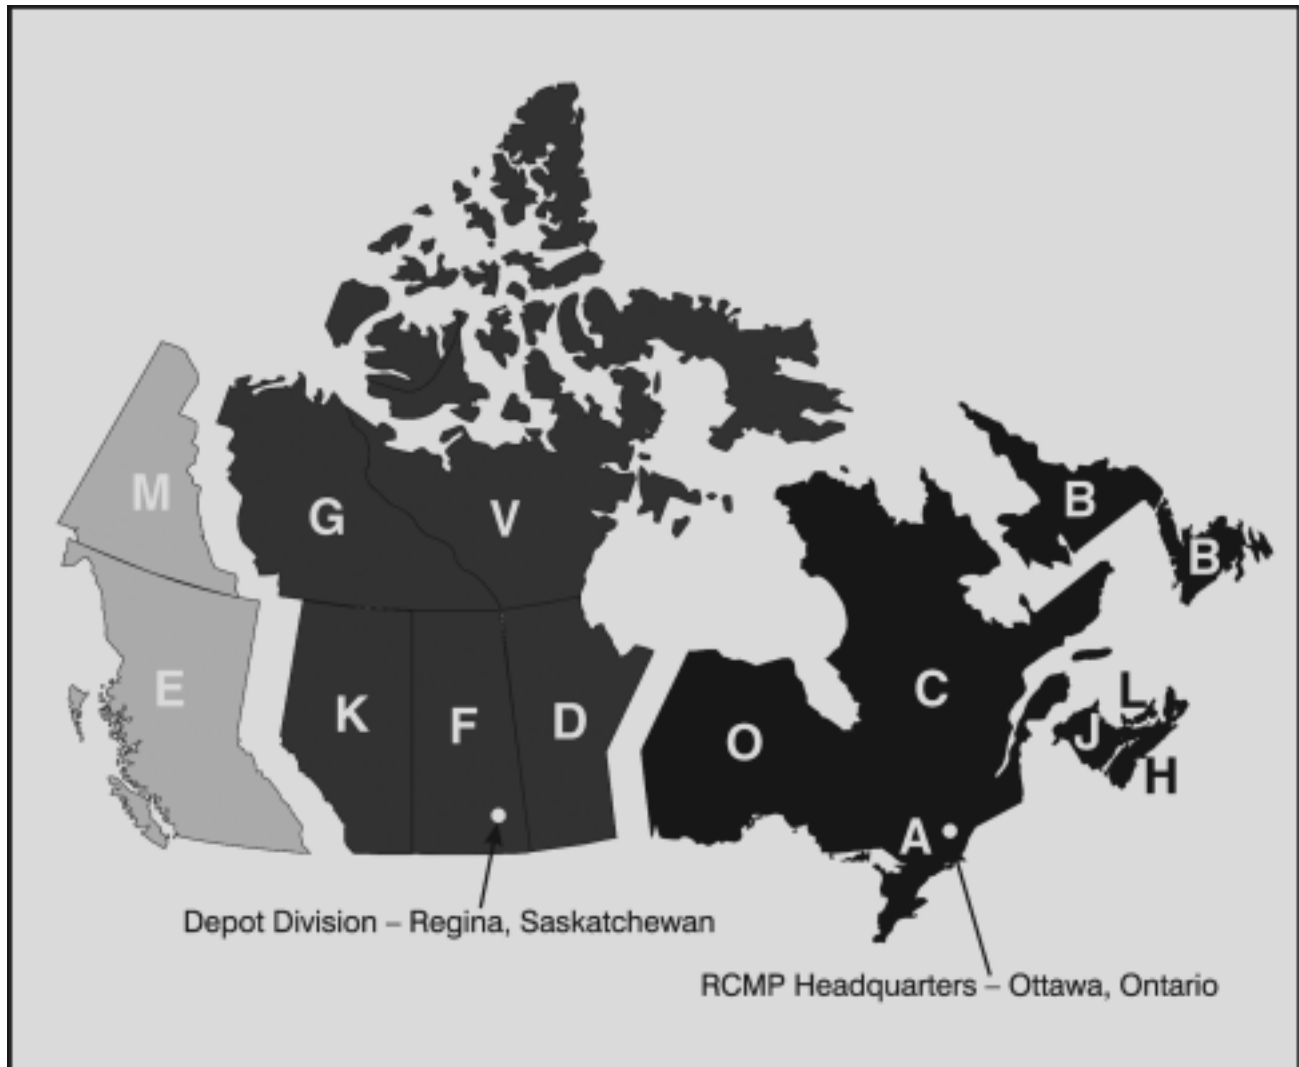 M
G
V
B
B
E
K
F
D
O
C
L
J
H
A
Depot Division – Regina, Saskatchewan
RCMP Headquarters – Ottawa, Ontario